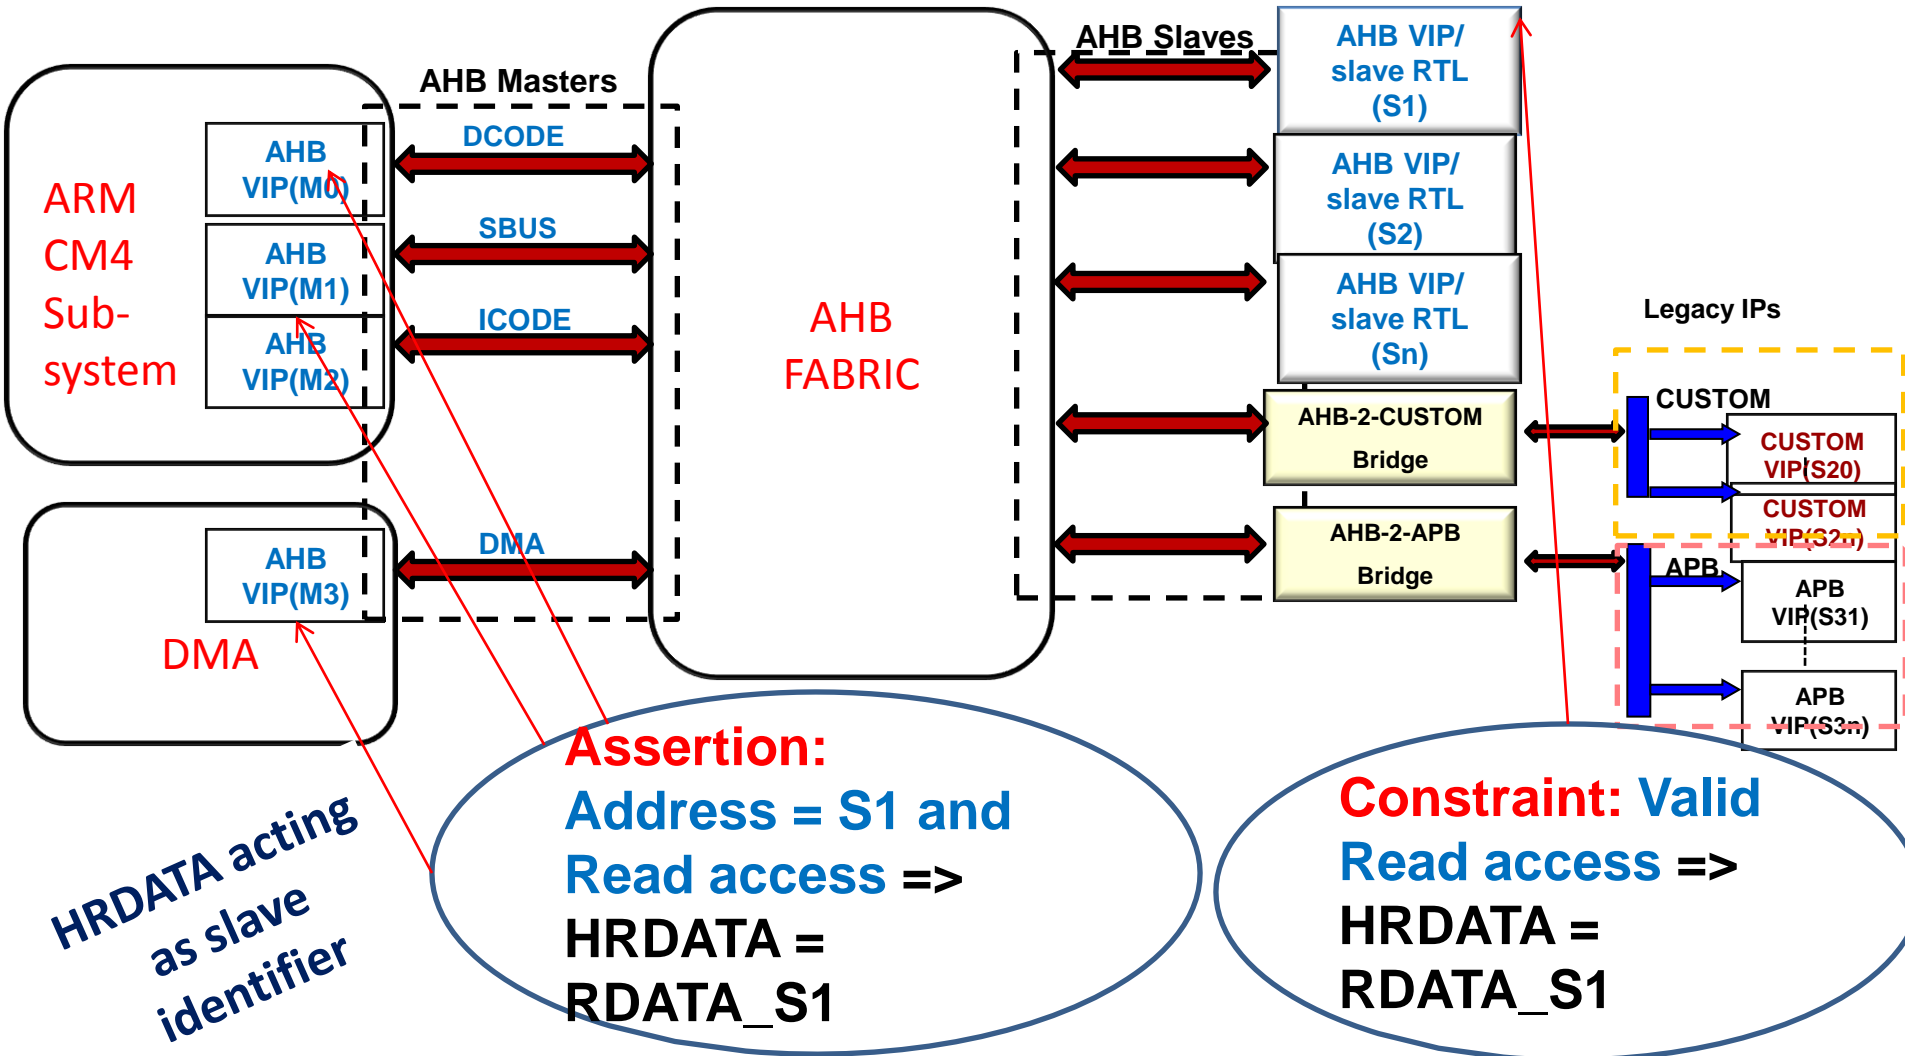 AHB Masters
AHB Slaves
ARM
CM4
Sub-
system
AHB
VIP(M0)
AHB
VIP(M1)
AHB
VIP(M2)
DCODE
SBUS
ICODE
DMA
AHB
VIP(M3)
DMA
AHB
FABRIC
AHB VIP/
slave RTL
(S1)
AHB VIP/
slave RTL
(S2)
AHB VIP/
slave RTL
(Sn)
AHB-2-CUSTOM
Bridge
AHB-2-APB
Bridge
Legacy IPs
CUSTOM
CUSTOM
VIP(S20)
CUSTOM
VIP(S2n)
APB
APB
VIP(S31)
APB
VIP(S3n)
HRDATA acting
as slave
identifier
Assertion:
Address = S1 and
Read access =>
HRDATA =
RDATA_S1
Constraint: Valid
Read access =>
HRDATA =
RDATA_S1